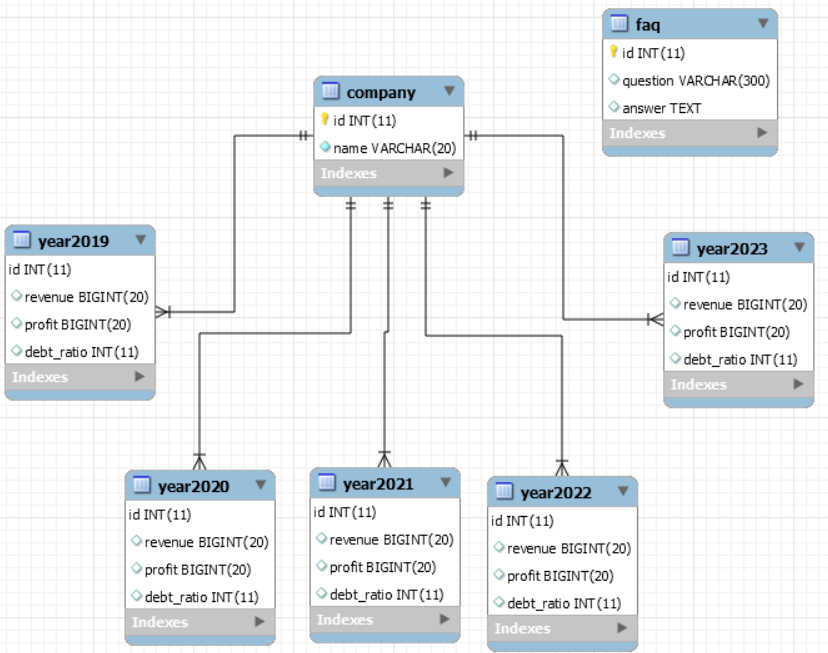 faq
id INT(11)
question VARCHAR(300)
answer TEXT
Indexes
company
id INT(11)
name VARCHAR(20)
Indexes
year2019
id INT(11)
revenue BIGINT(20)
profit BIGINT(20)
debt_ratio INT(11)
Indexes
year2023
id INT(11)
revenue BIGINT(20)
profit BIGINT(20)
debt_ratio INT(11)
Indexes
year2020
id INT(11)
revenue BIGINT(20)
profit BIGINT(20)
debt_ratio INT(11)
Indexes
year2021
id INT(11)
revenue BIGINT(20)
profit BIGINT(20)
debt_ratio INT(11)
Indexes
year2022
id INT(11)
revenue BIGINT(20)
profit BIGINT(20)
debt_ratio INT(11)
Indexes